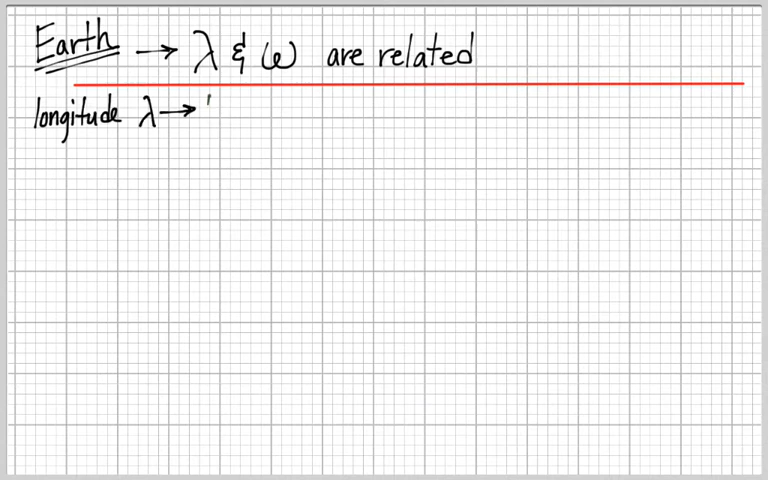 Earth → λ & ω are related
longitude λ →